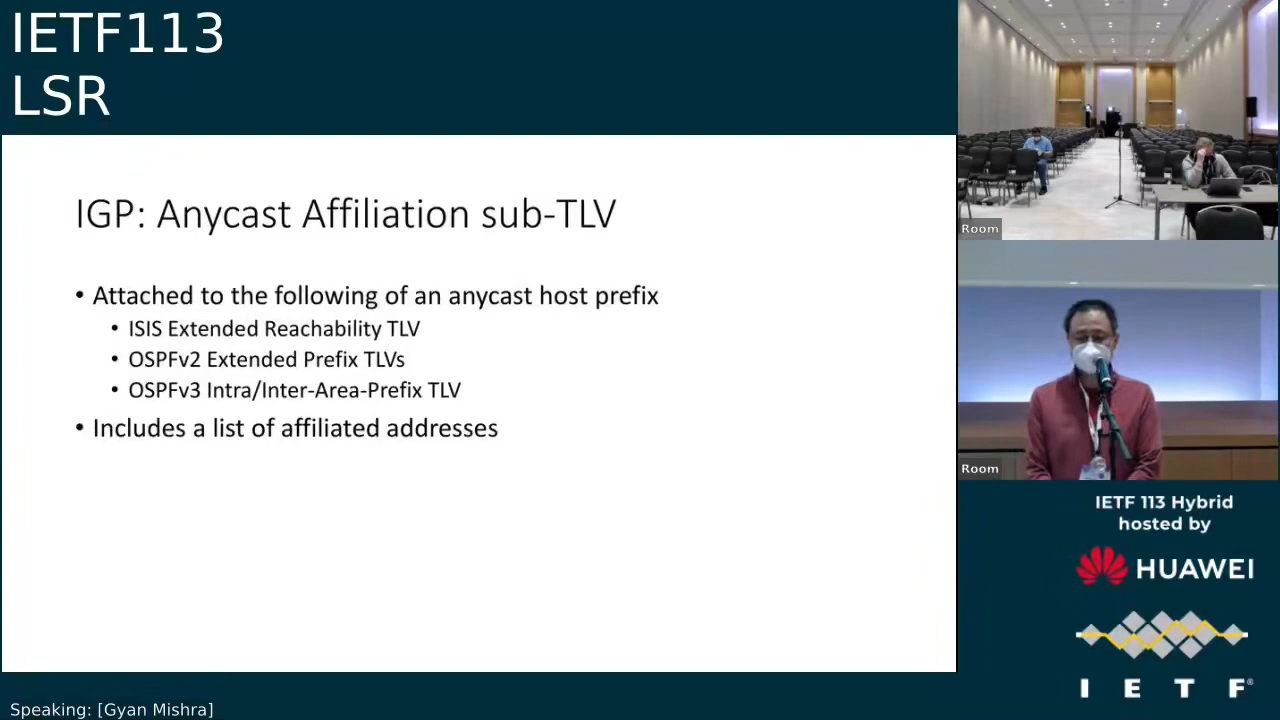 IETF113
LSR
IGP: Anycast Affiliation sub-TLV
• Attached to the following of an anycast host prefix
• ISIS Extended Reachability TLV
• OSPFv2 Extended Prefix TLVs
• OSPFv3 Intra/Inter-Area-Prefix TLV
• Includes a list of affiliated addresses
Room
Room
IETF 113 Hybrid
hosted by
HUAWEI
IETF®
Speaking: [Gyan Mishra]